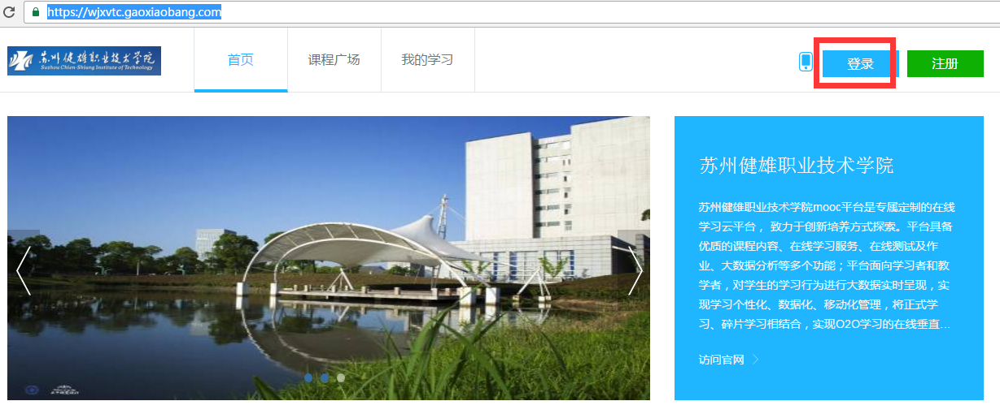 https://wjxvtc.gaoxiaobang.com
苏州健雄职业技术学院
Suzhou Chien-Shiung Institute of Technology
首页
课程广场
我的学习
登录
注册
苏州健雄职业技术学院
苏州健雄职业技术学院mooc平台是专属定制的在线
学习云平台，致力于创新培养方式探索。平台具备
优质的课程内容、在线学习服务、在线测试及作
业、大数据分析等多个功能；平台面向学习者和教
学者，对学生的学习行为进行大数据实时呈现，实
现学习个性化、数据化、移动化管理，将正式学
习、碎片学习相结合，实现O2O学习的在线垂直...
访问官网